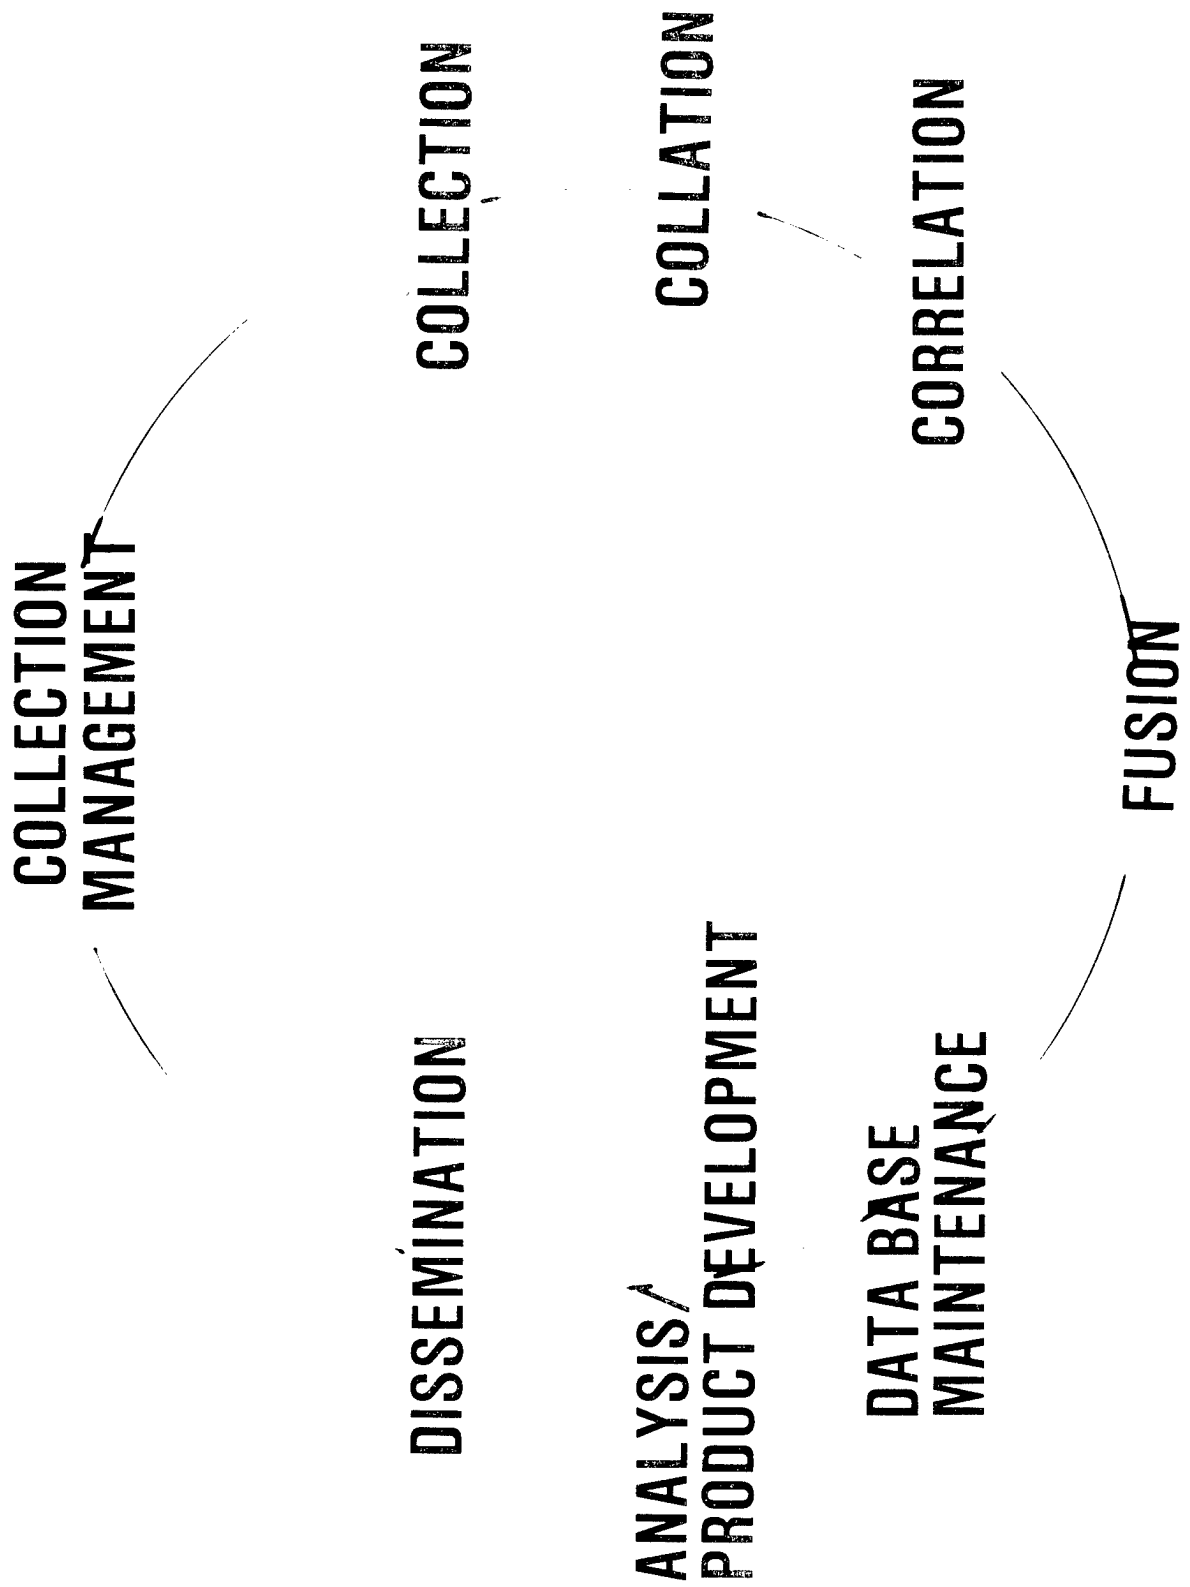 COLLECTION
MANAGEMENT
COLLECTION
COLLATION
CORRELATION
FUSION
DATA BASE
MAINTENANCE
ANALYSIS/
PRODUCT DEVELOPMENT
DISSEMINATION